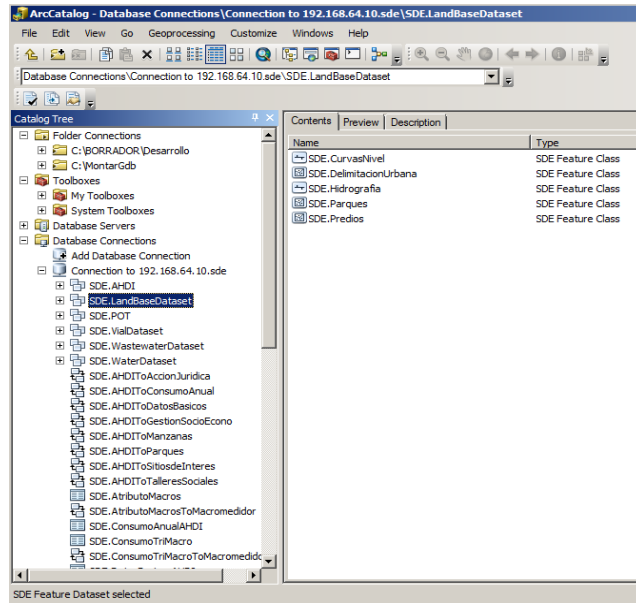 ArcCatalog - Database Connections\Connection to 192.168.64.10.sde\SDE.LandBaseDataset
File Edit View Go Geoprocessing Customize Windows Help
Database Connections\Connection to 192.168.64.10.sde\SDE.LandBaseDataset
Catalog Tree
Folder Connections
C:\BORRADOR\Desarrollo
C:\MontarGdb
Toolboxes
My Toolboxes
System Toolboxes
Database Servers
Database Connections
Add Database Connection
Connection to 192.168.64.10.sde
SDE.AHDI
SDE.LandBaseDataset
SDE.POT
SDE.VialDataset
SDE.WastewaterDataset
SDE.WaterDataset
SDE.AHDIToAccionJuridica
SDE.AHDIToConsumoAnual
SDE.AHDIToDatosBasicos
SDE.AHDIToGestionSocioEcono
SDE.AHDIToManzanas
SDE.AHDIToParques
SDE.AHDIToSitiosdeInteres
SDE.AHDIToTalleresSociales
SDE.AtributoMacros
SDE.AtributoMacrosToMacromedidor
SDE.ConsumoAnualAHDI
SDE.ConsumoTriMacro
SDE.ConsumoTriMacroToMacromedidc
Contents Preview Description
Name Type
SDE.CurvasNivel SDE Feature Class
SDE.DelimitacionUrbana SDE Feature Class
SDE.Hidrografia SDE Feature Class
SDE.Parques SDE Feature Class
SDE.Predios SDE Feature Class
SDE Feature Dataset selected